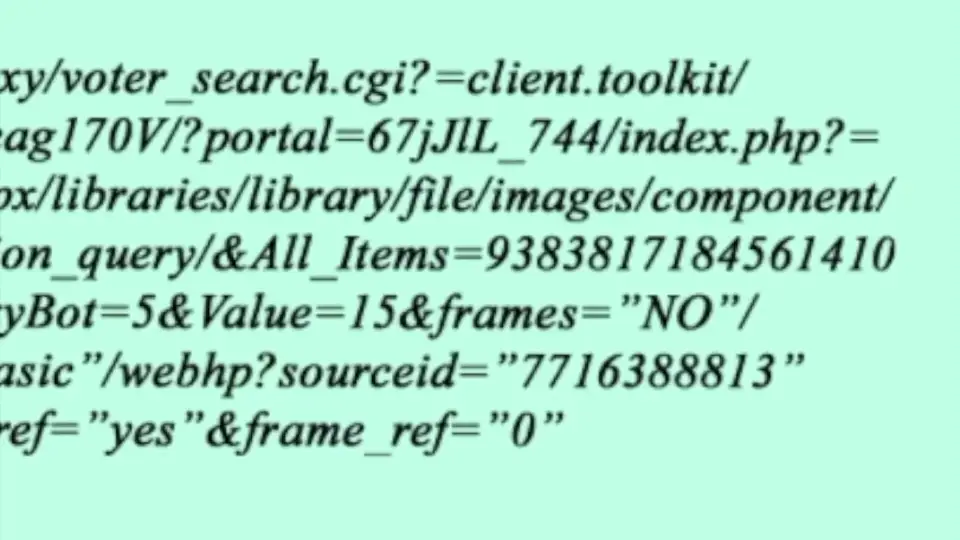 xy/voter_search.cgi?=client.toolkit/
ag170V/?portal=67jJlL_744/index.php?=
ox/libraries/library/file/images/component/
on_query/&All_Items=9383817184561410
yBot=5&Value=15&frames=”NO”/
asic”/webhp?sourceid=”7716388813”
ref=”yes”&frame_ref=”0”